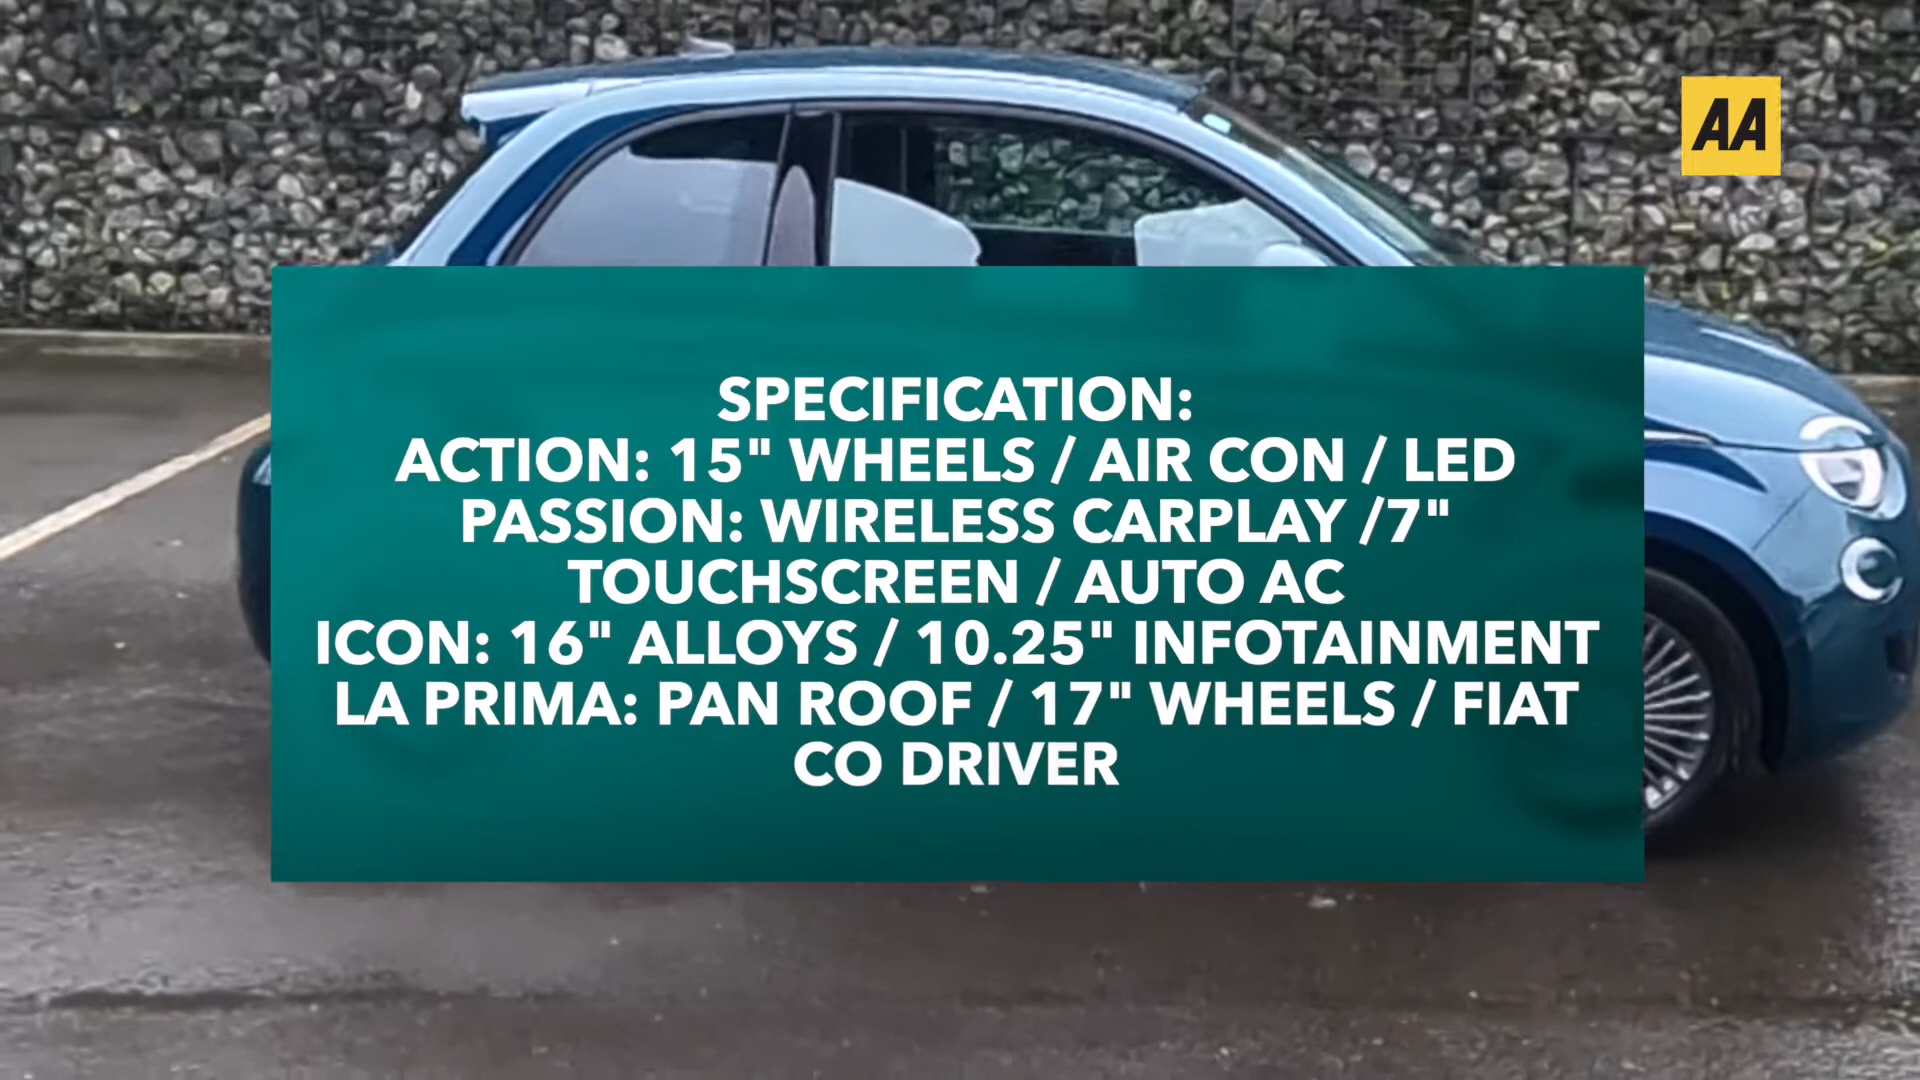 AA
SPECIFICATION:
ACTION: 15" WHEELS / AIR CON / LED
PASSION: WIRELESS CARPLAY /7"
TOUCHSCREEN / AUTO AC
ICON: 16" ALLOYS / 10.25" INFOTAINMENT
LA PRIMA: PAN ROOF / 17" WHEELS / FIAT
CO DRIVER